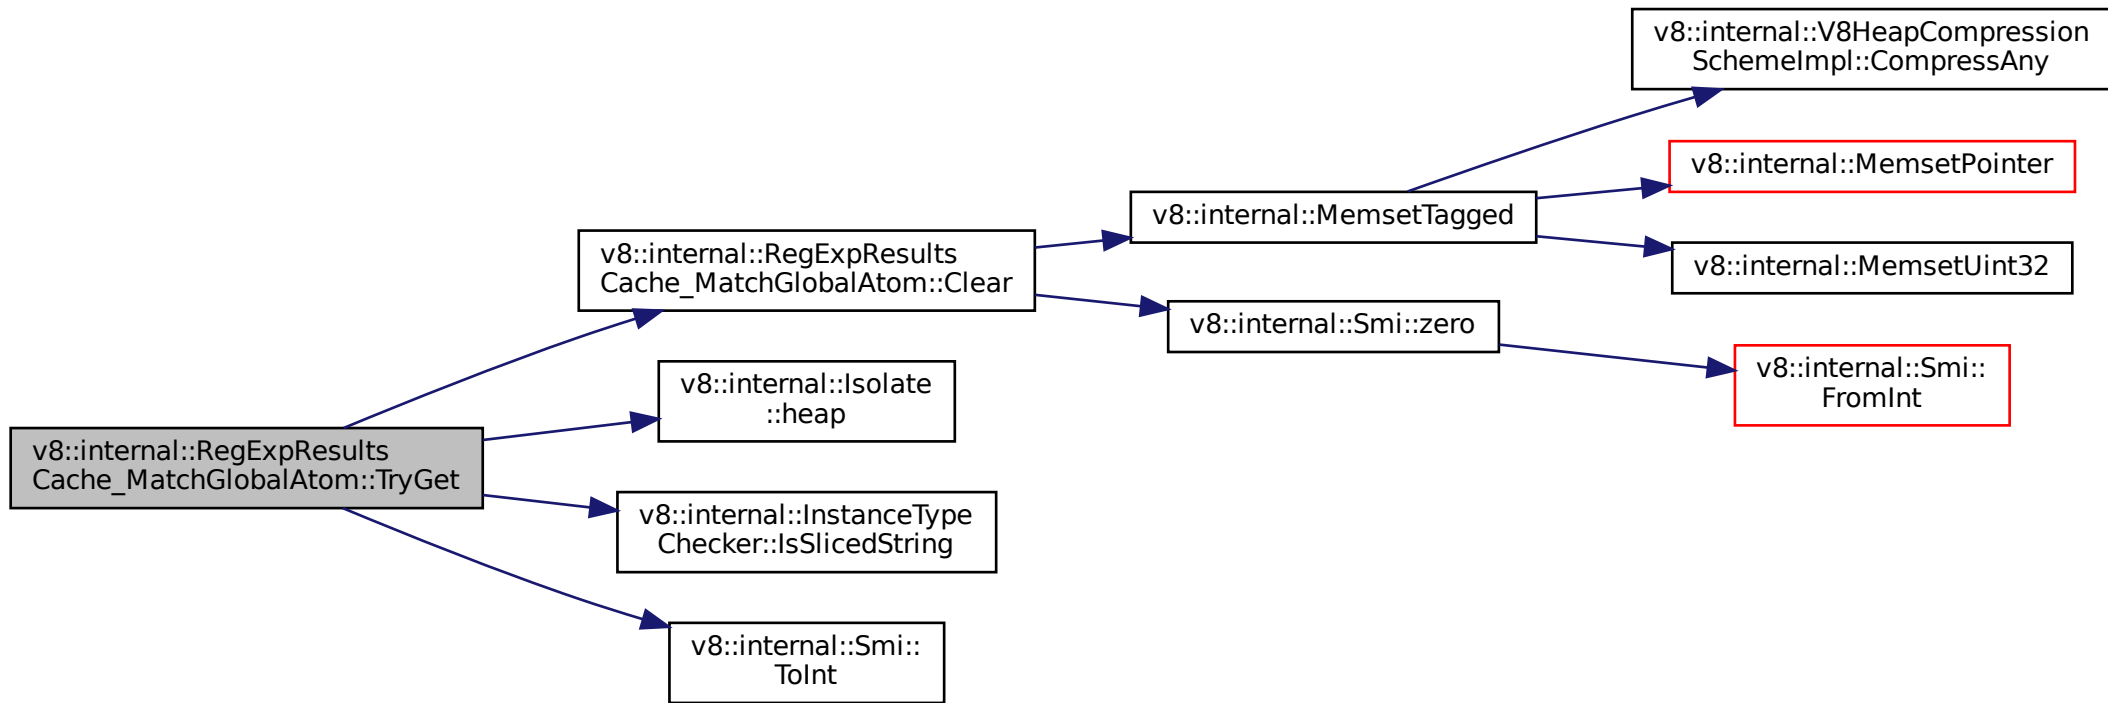 v8::internal::RegExpResults
Cache_MatchGlobalAtom::TryGet
v8::internal::RegExpResults
Cache_MatchGlobalAtom::Clear
v8::internal::MemsetTagged
v8::internal::V8HeapCompression
SchemeImpl::CompressAny
v8::internal::MemsetPointer
v8::internal::MemsetUint32
v8::internal::Smi::zero
v8::internal::Smi::
FromInt
v8::internal::Isolate
::heap
v8::internal::InstanceType
Checker::IsSlicedString
v8::internal::Smi::
ToInt